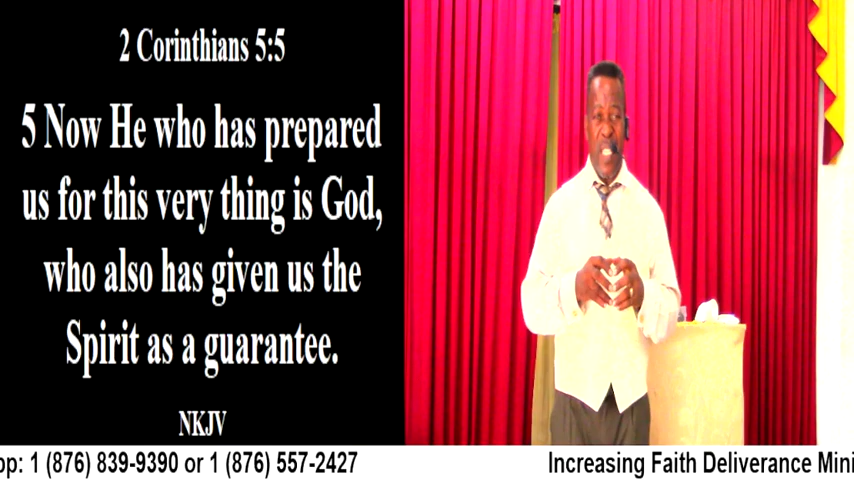 2 Corinthians 5:5
5 Now He who has prepared
us for this very thing is God,
who also has given us the
Spirit as a guarantee.
NKJV
pp: 1 (876) 839-9390 or 1 (876) 557-2427
Increasing Faith Deliverance Mini